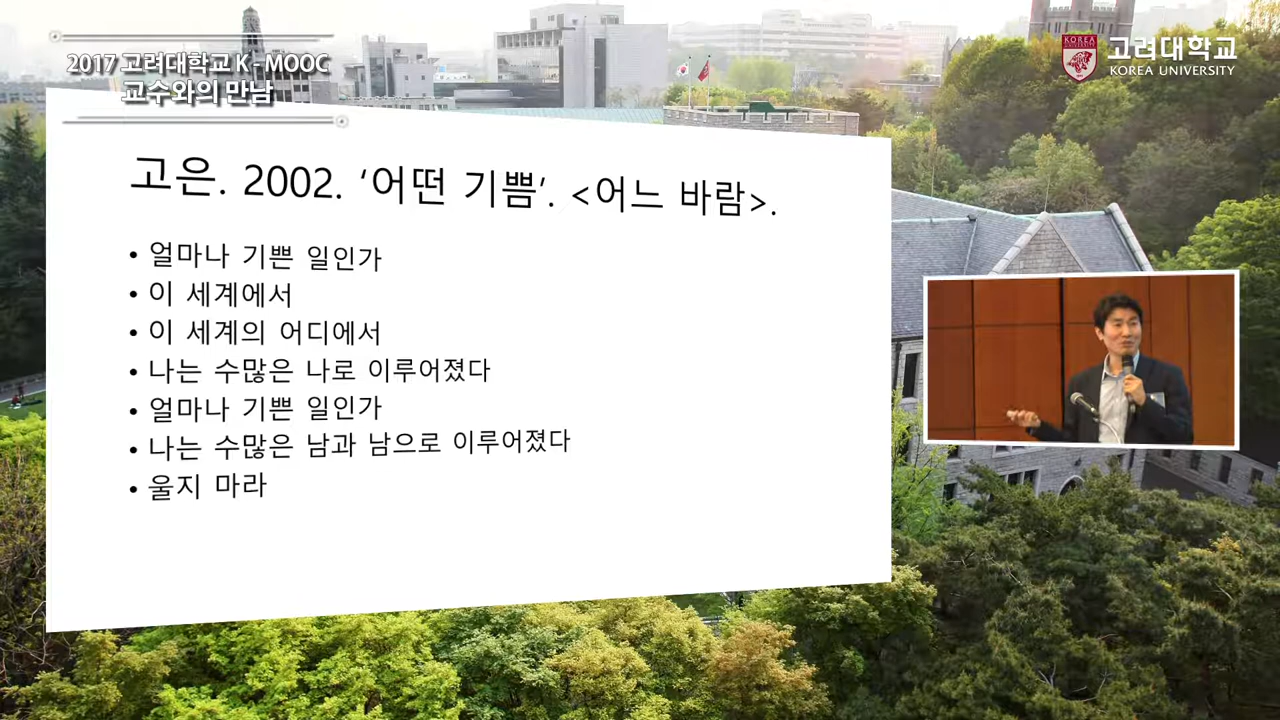 2017 고려대학교 K - MOOC
교수와의 만남
KOREA
UNIVERSITY
고려대학교
KOREA UNIVERSITY
고은. 2002. ‘어떤 기쁨’. <어느 바람>.
• 얼마나 기쁜 일인가
• 이 세계에서
• 이 세계의 어디에서
• 나는 수많은 나로 이루어졌다
• 얼마나 기쁜 일인가
• 나는 수많은 남과 남으로 이루어졌다
• 울지 마라